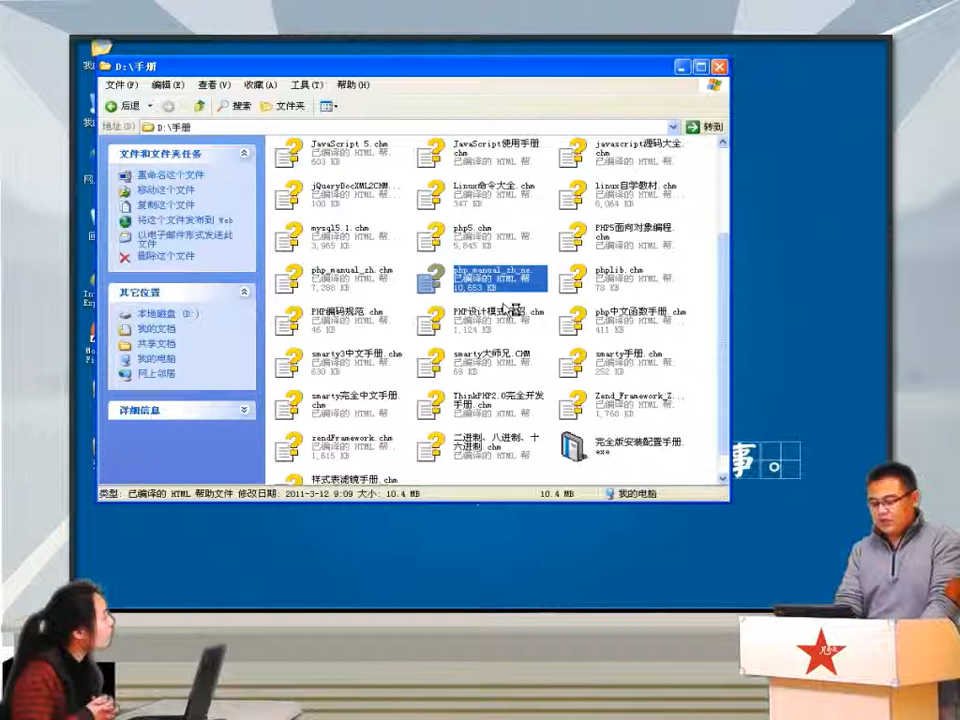 D:\手册
文件(F) 编辑(E) 查看(V) 收藏(A) 工具(T) 帮助(H)
后退 搜索 文件夹
地址(D) D:\手册 转到
文件和文件夹任务
重命名这个文件
移动这个文件
复制这个文件
将这个文件发布到 Web
以电子邮件形式发送此
文件
删除这个文件
其它位置
本地磁盘 (D:)
我的文档
共享文档
我的电脑
网上邻居
详细信息
JavaScript 5.chm
已编译的 HTML 帮...
603 KB
JavaScript使用手册
.chm
已编译的 HTML 帮
javascript源码大全.
chm
已编译的 HTML 帮
jQueryDocXML2CHM...
已编译的 HTML 帮...
108 KB
Linux命令大全.chm
已编译的 HTML 帮...
347 KB
linux自学教材.chm
已编译的 HTML 帮...
6,064 KB
mysql5.1.chm
已编译的 HTML 帮...
3,965 KB
php5.chm
已编译的 HTML 帮...
5,845 KB
PHP5面向对象编程.
chm
已编译的 HTML 帮
php_manual_zh.chm
已编译的 HTML 帮...
7,288 KB
php_manual_zh_ne...
已编译的 HTML 帮...
10,653 KB
phplib.chm
已编译的 HTML 帮...
78 KB
PHP编码规范.chm
已编译的 HTML 帮...
46 KB
PHP设计模式
.chm
已编译的 HTML 帮...
1,124 KB
php中文函数手册.chm
已编译的 HTML 帮...
411 KB
smarty3中文手册.chm
已编译的 HTML 帮...
630 KB
smarty大师兄.CHM
已编译的 HTML 帮...
69 KB
smarty手册.chm
已编译的 HTML 帮...
252 KB
smarty完全中文手册.
chm
已编译的 HTML 帮
ThinkPHP2.0完全开发
手册.chm
已编译的 HTML 帮
Zend_Framework_Z...
已编译的 HTML 帮...
1,768 KB
zendFramework.chm
已编译的 HTML 帮...
1,615 KB
二进制、八进制、十
六进制.chm
已编译的 HTML 帮
完全版安装配置手册.
exe
样式表滤镜手册.chm
类型: 已编译的 HTML 帮助文件 修改日期: 2011-3-12 9:09 大小: 10.4 MB 10.4 MB 我的电脑
事。